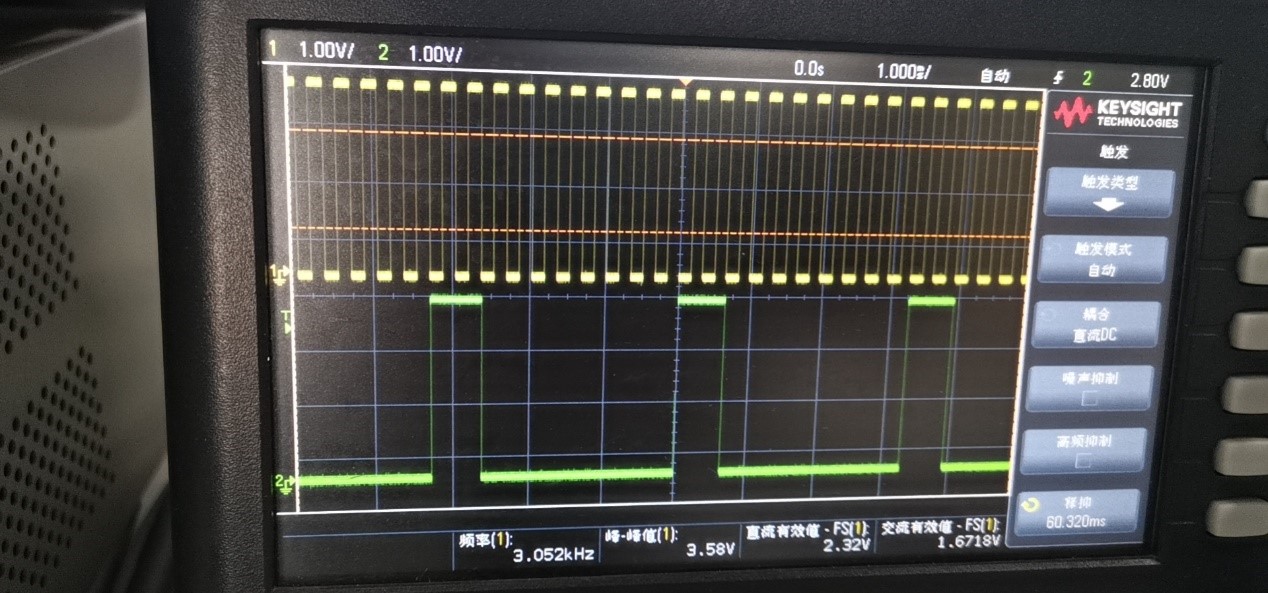 1 1.00V/ 2 1.00V/ 0.0s 1.000ms/ 自动 2 2.80V
KEYSIGHT
TECHNOLOGIES
触发
触发类型
触发模式
自动
耦合
直流DC
噪声抑制
高频抑制
释抑
60.320ms
1
T
2
频率(1):
3.052kHz
峰-峰值(1):
3.58V
直流有效值 - FS(1):
2.32V
交流有效值 - FS(1):
1.6718V